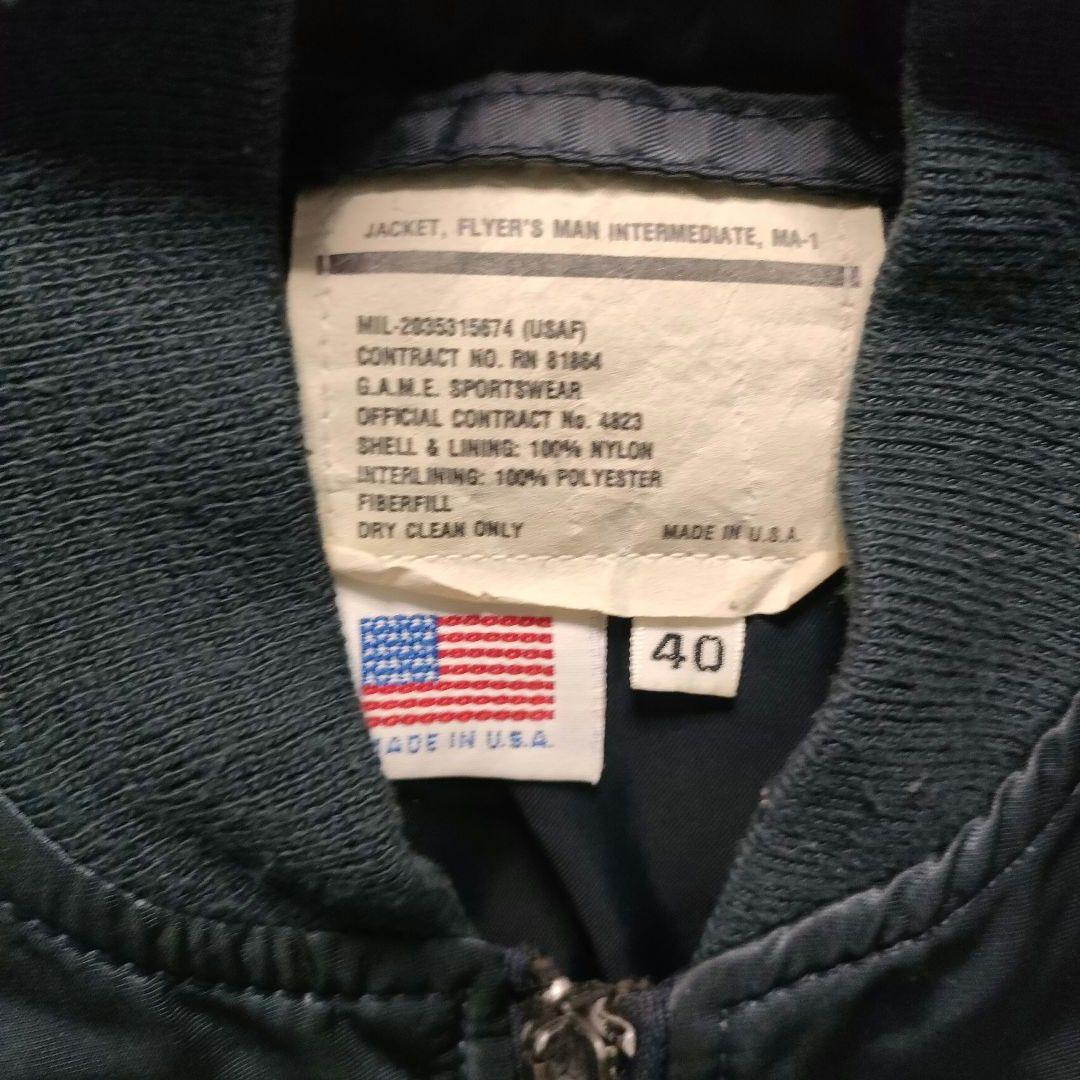 JACKET, FLYER'S MAN INTERMEDIATE, MA-1
MIL-2035315674 (USAF)
CONTRACT NO. RN 81864
G.A.M.E. SPORTSWEAR
OFFICIAL CONTRACT No. 4823
SHELL & LINING: 100% NYLON
INTERLINING: 100% POLYESTER
FIBERFILL
DRY CLEAN ONLY MADE IN U.S.A.
40
MADE IN U.S.A.